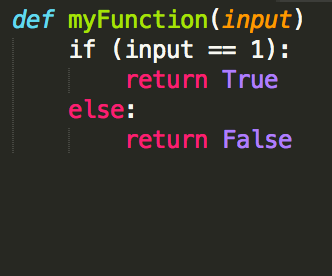 def myFunction(input)
    if (input == 1):
        return True
    else:
        return False